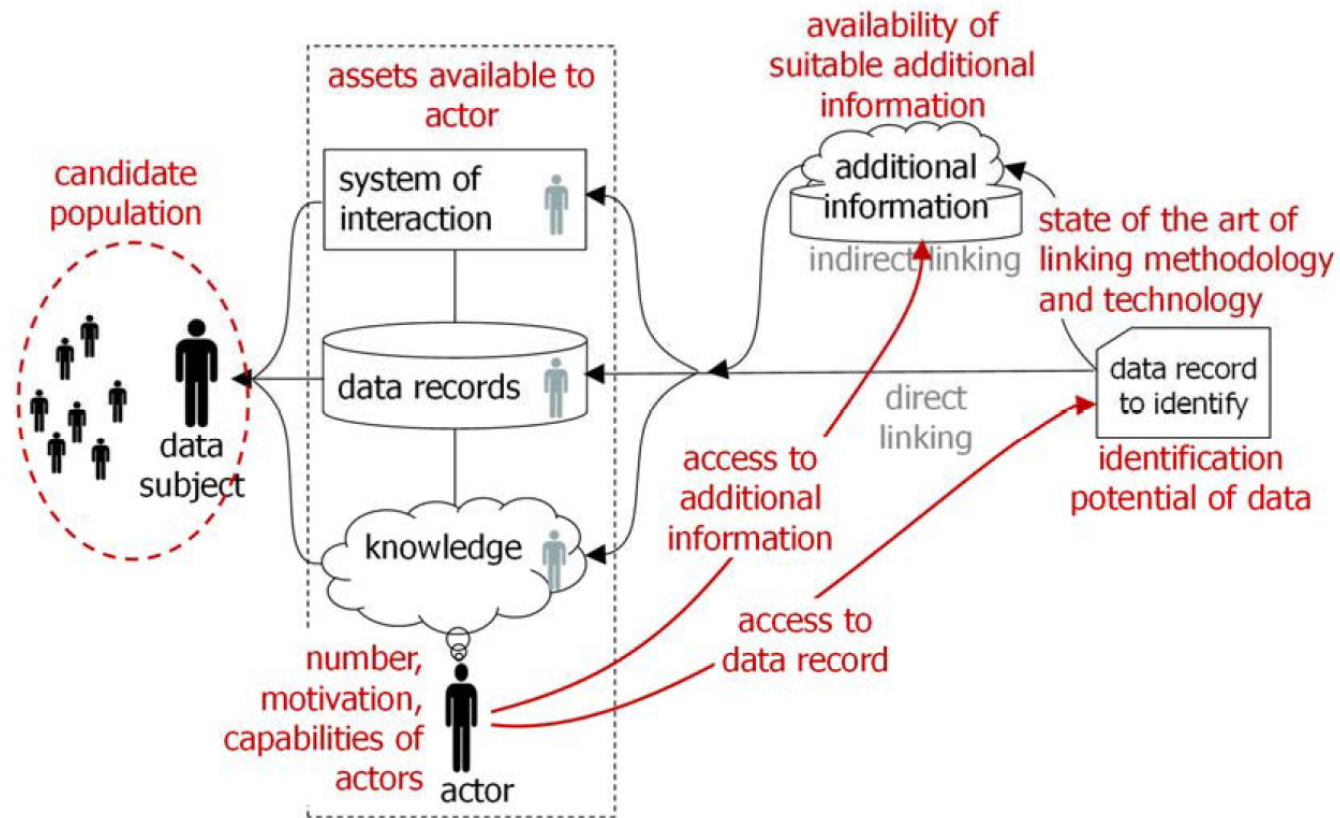 availability of
suitable additional
information
assets available to
actor
candidate
population
system of
interaction
additional
information
indirect linking
state of the art of
linking methodology
and technology
data records
data record
to identify
direct
linking
data
subject
access to
additional
information
identification
potential of data
knowledge
access to
data record
number,
motivation,
capabilities of
actors
actor